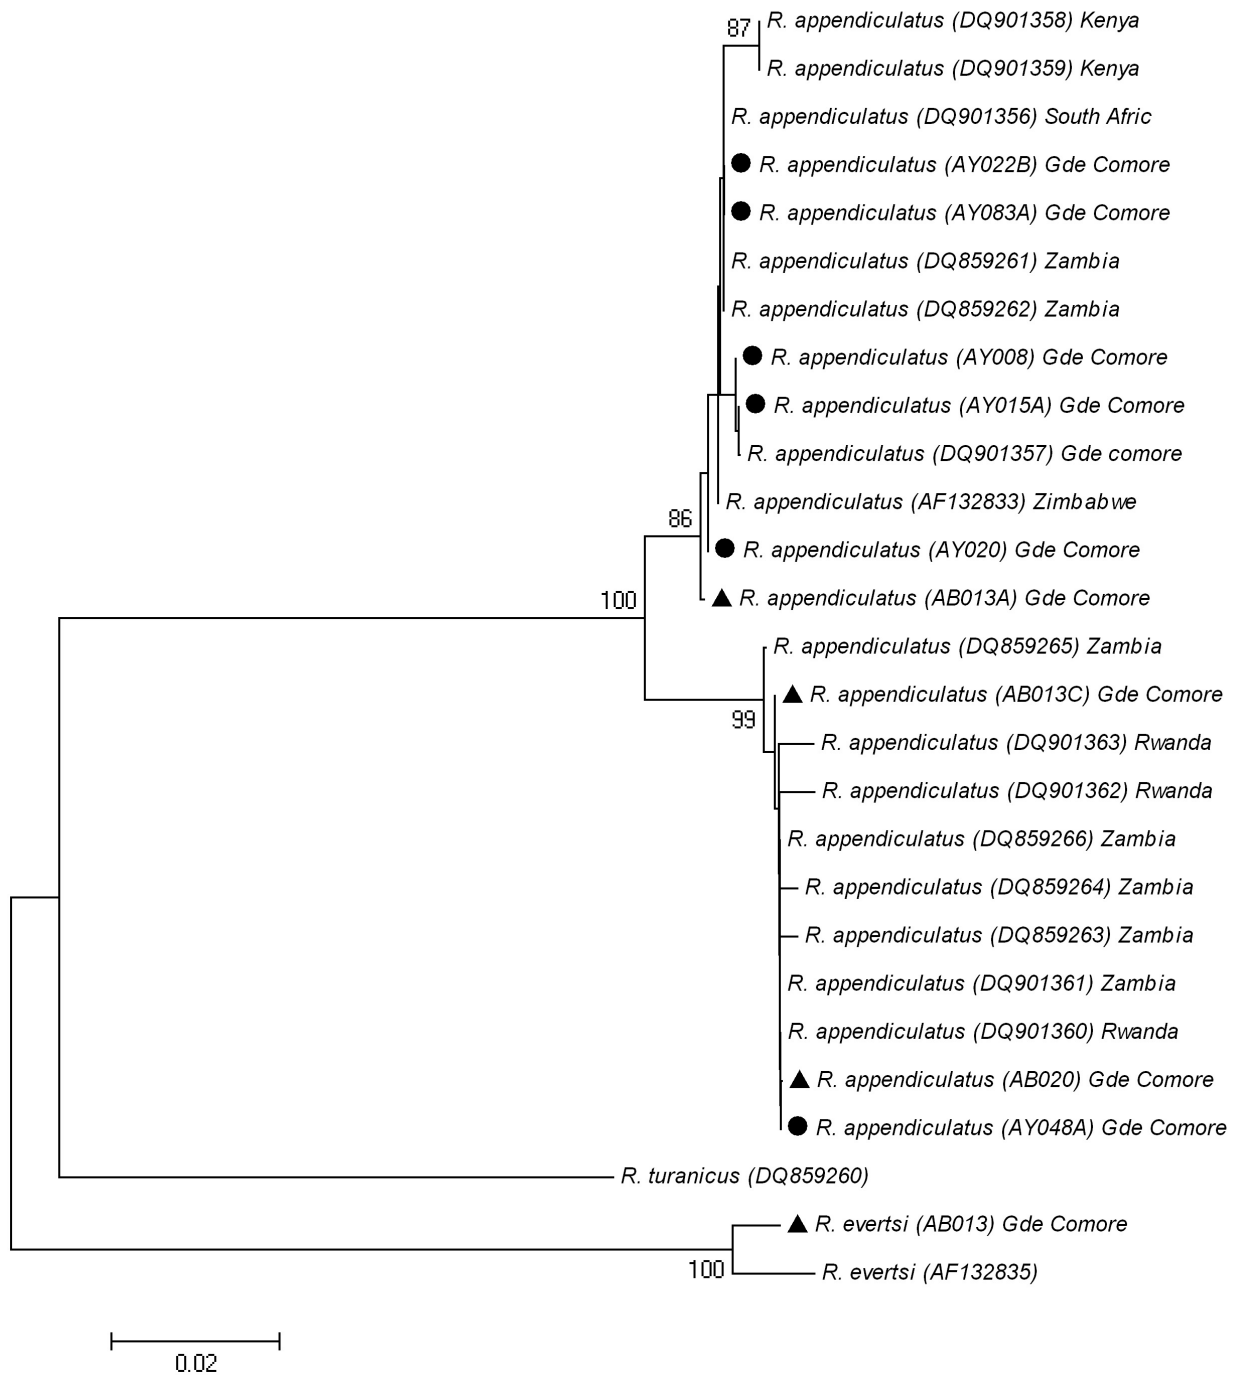 87
R. appendiculatus (DQ901358) Kenya
R. appendiculatus (DQ901359) Kenya
R. appendiculatus (DQ901356) South Afric
R. appendiculatus (AY022B) Gde Comore
R. appendiculatus (AY083A) Gde Comore
R. appendiculatus (DQ859261) Zambia
R. appendiculatus (DQ859262) Zambia
R. appendiculatus (AY008) Gde Comore
R. appendiculatus (AY015A) Gde Comore
R. appendiculatus (DQ901357) Gde comore
R. appendiculatus (AF132833) Zimbabwe
86
R. appendiculatus (AY020) Gde Comore
100
R. appendiculatus (AB013A) Gde Comore
R. appendiculatus (DQ859265) Zambia
R. appendiculatus (AB013C) Gde Comore
99
R. appendiculatus (DQ901363) Rwanda
R. appendiculatus (DQ901362) Rwanda
R. appendiculatus (DQ859266) Zambia
R. appendiculatus (DQ859264) Zambia
R. appendiculatus (DQ859263) Zambia
R. appendiculatus (DQ901361) Zambia
R. appendiculatus (DQ901360) Rwanda
R. appendiculatus (AB020) Gde Comore
R. appendiculatus (AY048A) Gde Comore
R. turanicus (DQ859260)
R. evertsi (AB013) Gde Comore
100
R. evertsi (AF132835)
0.02